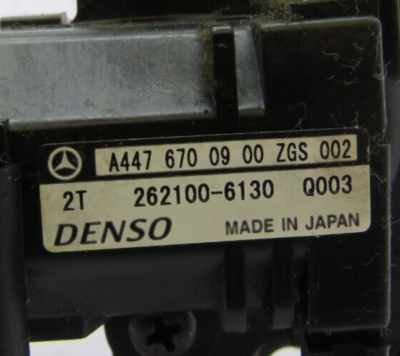 A447 670 09 00 ZGS 002
2T 262100-6130 Q003
DENSO MADE IN JAPAN